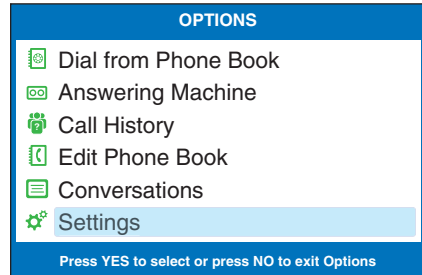 OPTIONS
Dial from Phone Book
Answering Machine
Call History
Edit Phone Book
Conversations
Settings
Press YES to select or press NO to exit Options